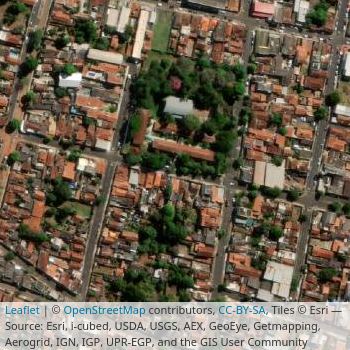 Leaflet | © OpenStreetMap contributors, CC-BY-SA, Tiles © Esri —
Source: Esri, i-cubed, USDA, USGS, AEX, GeoEye, Getmapping,
Aerogrid, IGN, IGP, UPR-EGP, and the GIS User Community